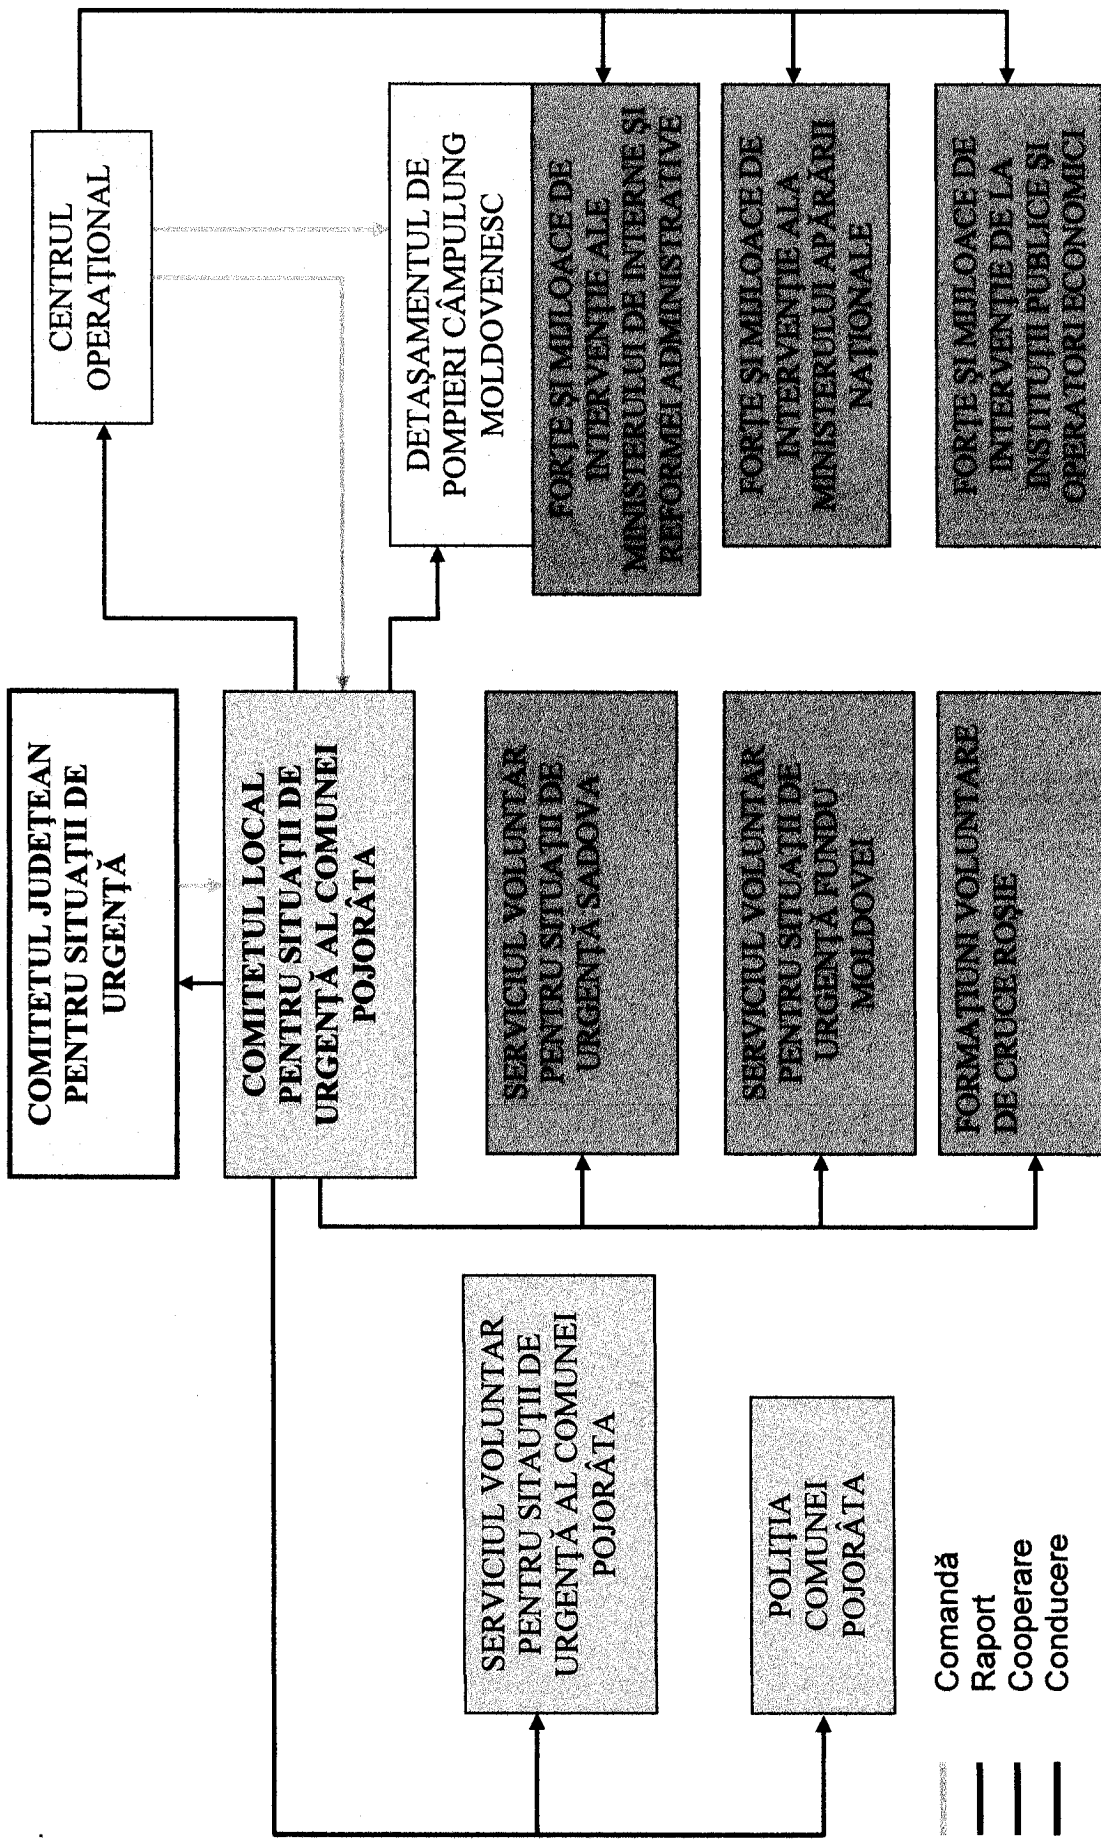 COMITETUL JUDEȚEAN
PENTRU SITUAȚII DE
URGENȚĂ
CENTRUL
OPERAȚIONAL
COMITETUL LOCAL
PENTRU SITUAȚII DE
URGENȚĂ AL COMUNEI
POJORÂTA
DETAȘAMENTUL DE
POMPIERI CÂMPULUNG
MOLDOVENESC
SERVICIUL VOLUNTAR
PENTRU SITAUȚII DE
URGENȚĂ AL COMUNEI
POJORÂTA
SERVICIUL VOLUNTAR
PENTRU SITUAȚII DE
URGENȚĂ SADOVA
FORȚE ȘI MIJLOACE DE
INTERVENȚIE ALE
MINISTERULUI DE INTERNE ȘI
REFORMEI ADMINISTRATIVE
POLIȚIA
COMUNEI
POJORÂTA
SERVICIUL VOLUNTAR
PENTRU SITUAȚII DE
URGENȚĂ FUNDU
MOLDOVEI
FORȚE ȘI MIJLOACE DE
INTERVENȚIE ALA
MINISTERULUI APĂRĂRII
NAȚIONALE
FORMAȚIUNI VOLUNTARE
DE CRUCE ROȘIE
FORȚE ȘI MIJLOACE DE
INTERVENȚIE DE LA
INSTITUȚII PUBLICE ȘI
OPERATORI ECONOMICI
Comandă
Raport
Cooperare
Conducere